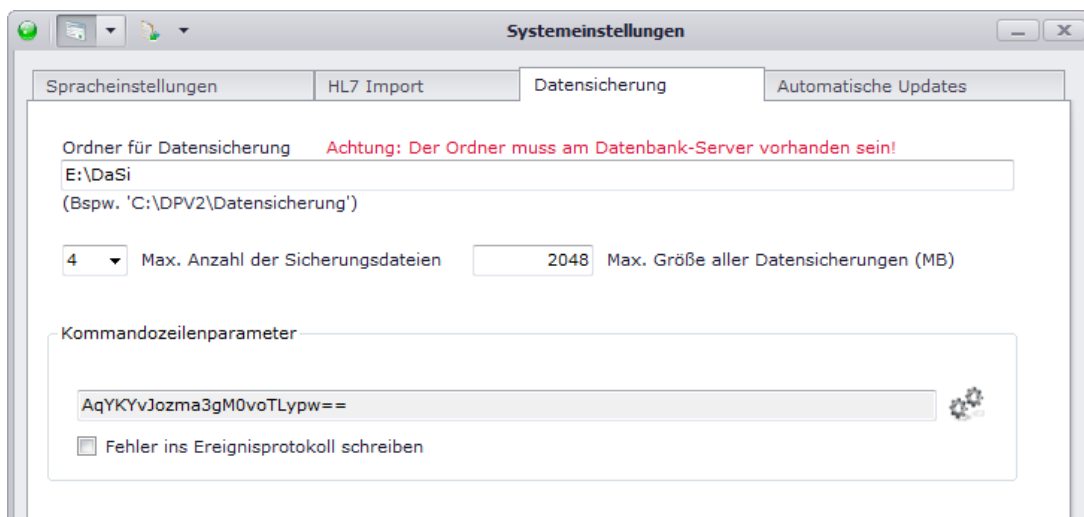 Systemeinstellungen
Spracheinstellungen HL7 Import Datensicherung Automatische Updates
Ordner für Datensicherung Achtung: Der Ordner muss am Datenbank-Server vorhanden sein!
E:\DaSi
(Bspw. 'C:\DPV2\Datensicherung')
4 Max. Anzahl der Sicherungsdateien 2048 Max. Größe aller Datensicherungen (MB)
Kommandozeilenparameter
AqYKYvJozma3gM0voTLypw==
Fehler ins Ereignisprotokoll schreiben